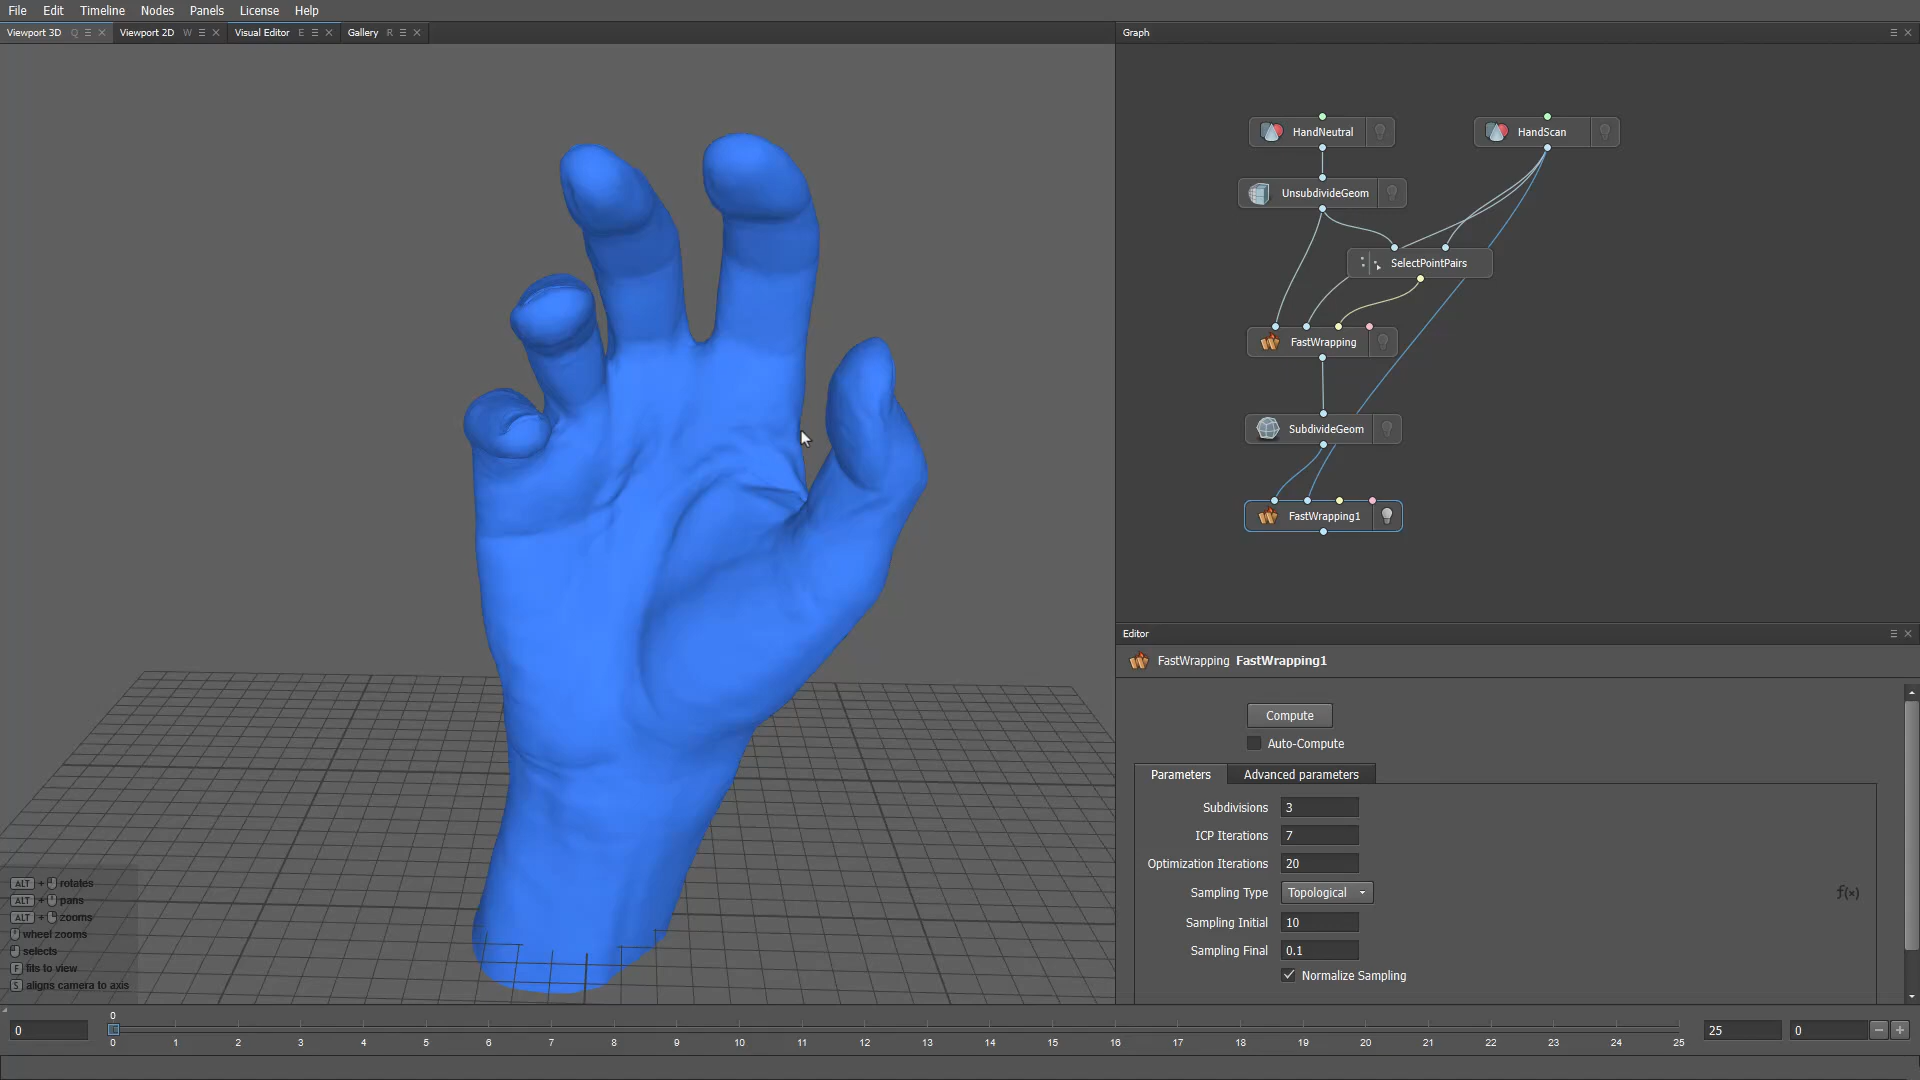 File Edit Timeline Nodes Panels License Help
Viewport 3D Q Viewport 2D W Visual Editor E Gallery R Graph
HandNeutral HandScan
UnsubdivideGeom
SelectPointPairs
FastWrapping
SubdivideGeom
FastWrapping1
Editor
FastWrapping FastWrapping1
Compute
Auto-Compute
Parameters Advanced parameters
Subdivisions 3
ICP Iterations 7
Optimization Iterations 20
Sampling Type Topological f(x)
Sampling Initial 10
Sampling Final 0.1
Normalize Sampling
ALT + rotates
ALT + pans
ALT + zooms
wheel zooms
selects
F fits to view
S aligns camera to axis
0
0 25 0
0 1 2 3 4 5 6 7 8 9 10 11 12 13 14 15 16 17 18 19 20 21 22 23 24 25